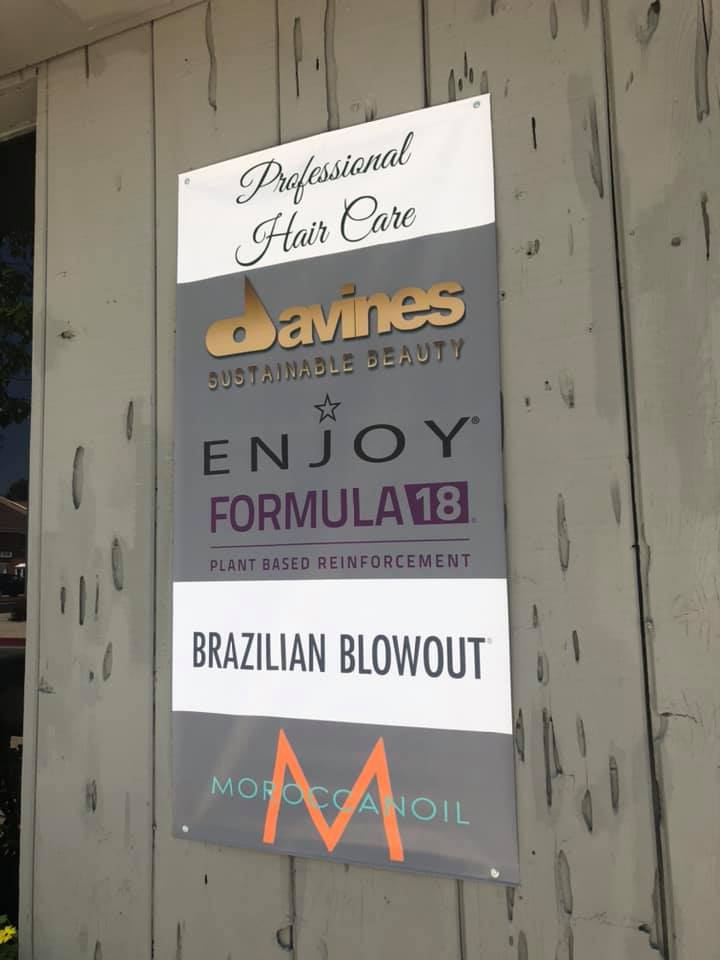 Professional
Hair Care
davines
SUSTAINABLE BEAUTY
ENJOY®
FORMULA 18
PLANT BASED REINFORCEMENT
BRAZILIAN BLOWOUT
M
MOROCCANOIL